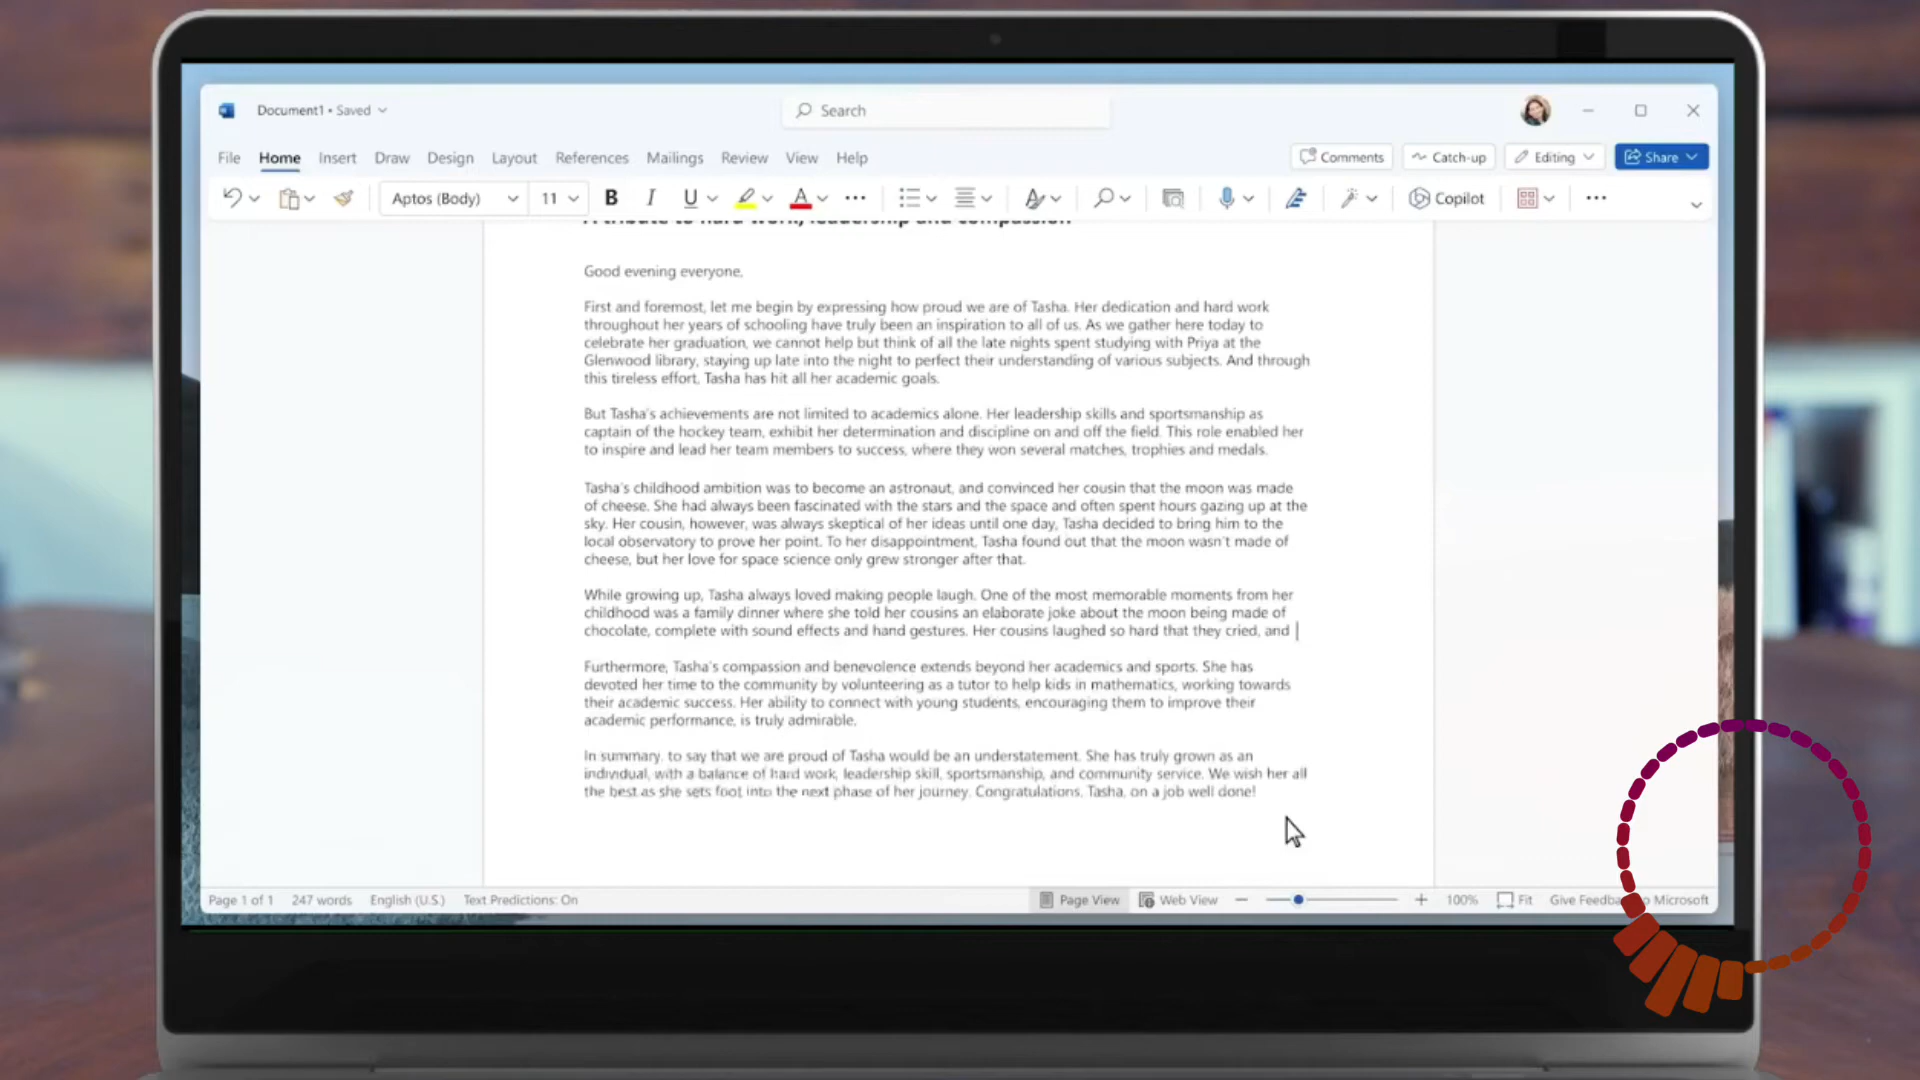 Document1 • Saved
Search
File Home Insert Draw Design Layout References Mailings Review View Help
Comments Catch-up Editing Share
Aptos (Body) 11 B I U A Copilot
A tribute to hard work, leadership and compassion
Good evening everyone,
First and foremost, let me begin by expressing how proud we are of Tasha. Her dedication and hard work
throughout her years of schooling have truly been an inspiration to all of us. As we gather here today to
celebrate her graduation, we cannot help but think of all the late nights spent studying with Priya at the
Glenwood library, staying up late into the night to perfect their understanding of various subjects. And through
this tireless effort, Tasha has hit all her academic goals.
But Tasha's achievements are not limited to academics alone. Her leadership skills and sportsmanship as
captain of the hockey team, exhibit her determination and discipline on and off the field. This role enabled her
to inspire and lead her team members to success, where they won several matches, trophies and medals.
Tasha's childhood ambition was to become an astronaut, and convinced her cousin that the moon was made
of cheese. She had always been fascinated with the stars and the space and often spent hours gazing up at the
sky. Her cousin, however, was always skeptical of her ideas until one day, Tasha decided to bring him to the
local observatory to prove her point. To her disappointment, Tasha found out that the moon wasn't made of
cheese, but her love for space science only grew stronger after that.
While growing up, Tasha always loved making people laugh. One of the most memorable moments from her
childhood was a family dinner where she told her cousins an elaborate joke about the moon being made of
chocolate, complete with sound effects and hand gestures. Her cousins laughed so hard that they cried, and
Furthermore, Tasha's compassion and benevolence extends beyond her academics and sports. She has
devoted her time to the community by volunteering as a tutor to help kids in mathematics, working towards
their academic success. Her ability to connect with young students, encouraging them to improve their
academic performance, is truly admirable.
In summary, to say that we are proud of Tasha would be an understatement. She has truly grown as an
individual, with a balance of hard work, leadership skill, sportsmanship, and community service. We wish her all
the best as she sets foot into the next phase of her journey. Congratulations, Tasha, on a job well done!
Page 1 of 1 247 words English (U.S.) Text Predictions: On Page View Web View 100% Fit Give Feedba Microsoft